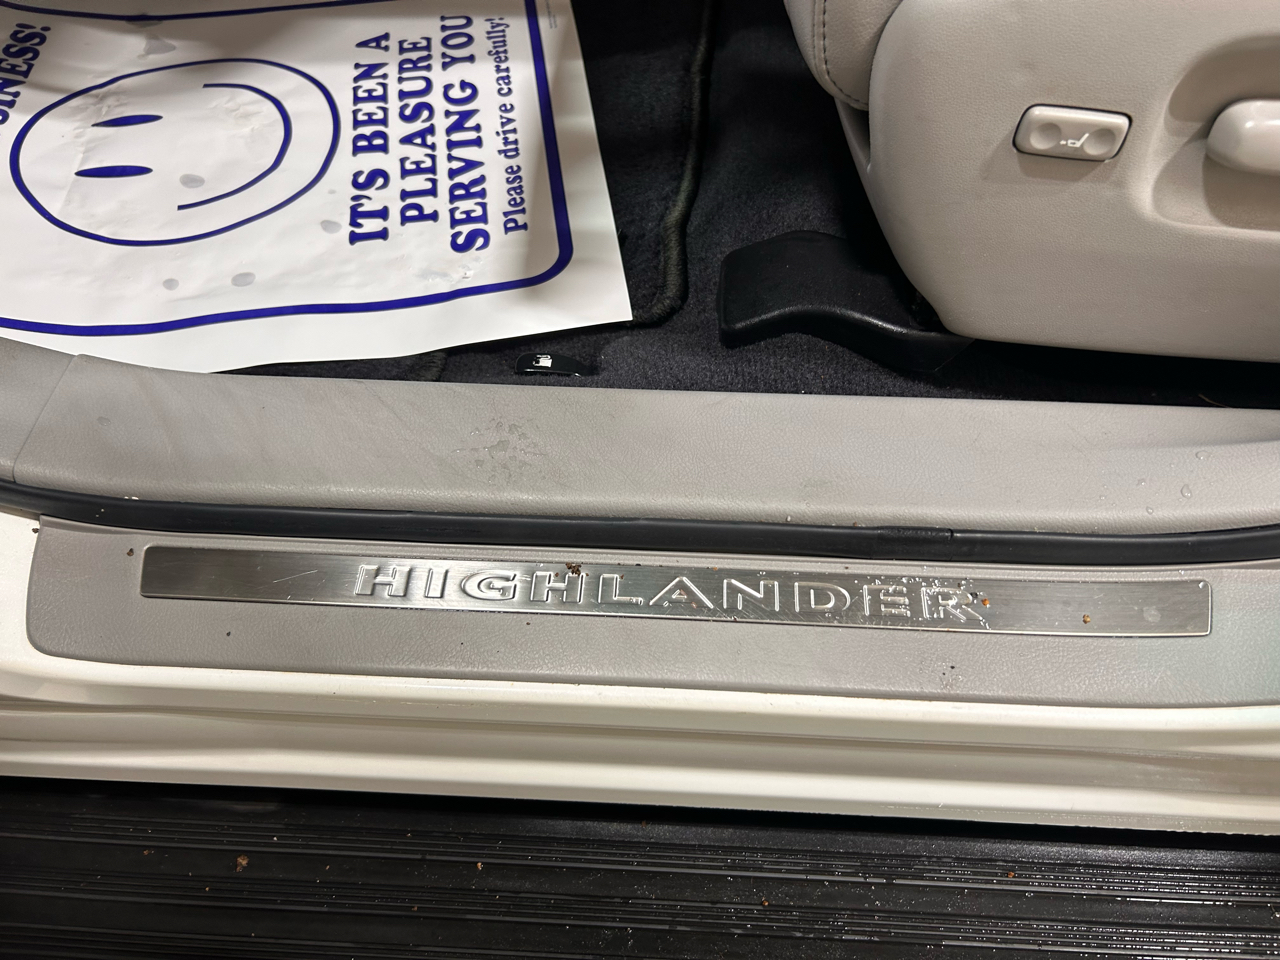 IT'S BEEN A
PLEASURE
SERVING YOU
Please drive carefully!
HIGHLANDER